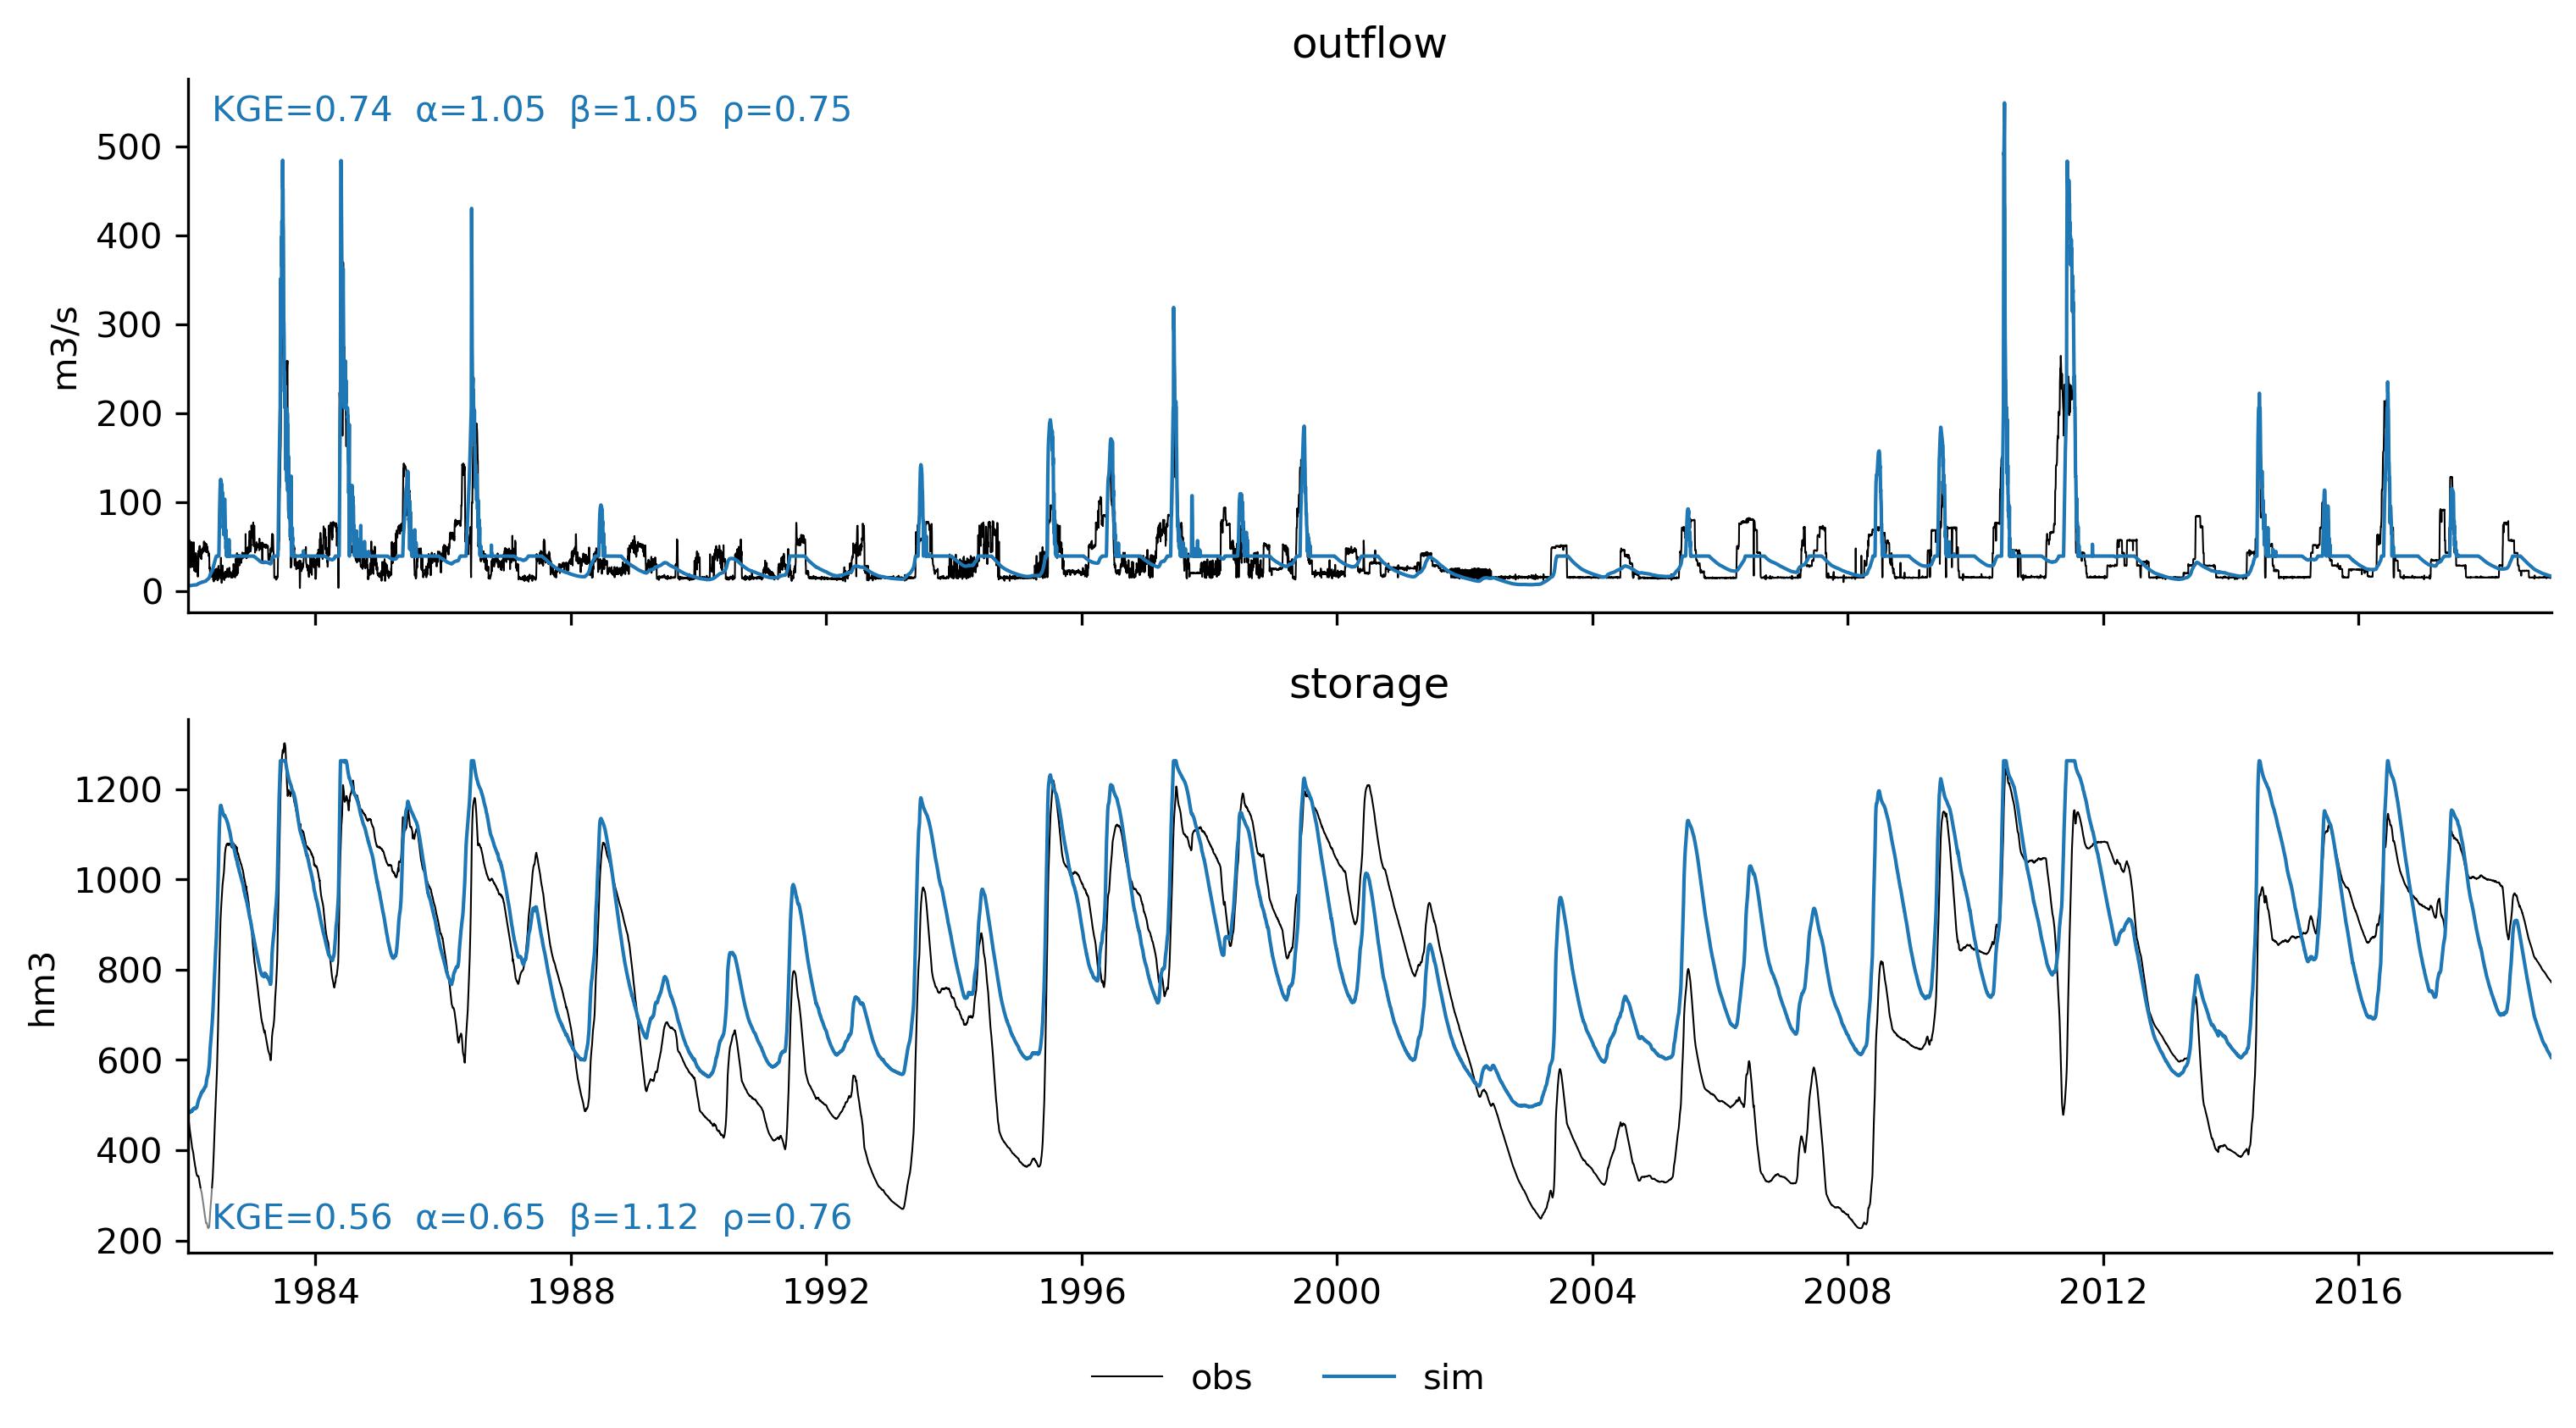 outflow
KGE=0.74 α=1.05 β=1.05 ρ=0.75
500
400
300
200
100
0
m3/s
storage
1200
1000
800
600
400
200
hm3
KGE=0.56 α=0.65 β=1.12 ρ=0.76
1984 1988 1992 1996 2000 2004 2008 2012 2016
obs sim